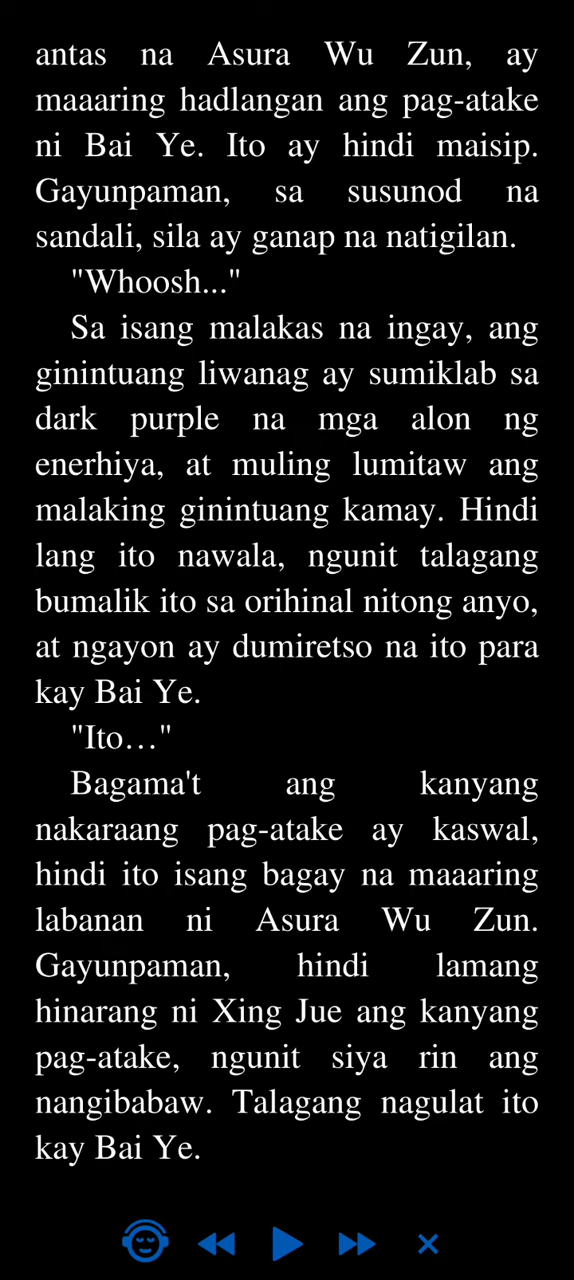 antas na Asura Wu Zun, ay
maaaring hadlangan ang pag-atake
ni Bai Ye. Ito ay hindi maisip.
Gayunpaman, sa susunod na
sandali, sila ay ganap na natigilan.
"Whoosh..."
Sa isang malakas na ingay, ang
ginintuang liwanag ay sumiklab sa
dark purple na mga alon ng
enerhiya, at muling lumitaw ang
malaking ginintuang kamay. Hindi
lang ito nawala, ngunit talagang
bumalik ito sa orihinal nitong anyo,
at ngayon ay dumiretso na ito para
kay Bai Ye.
"Ito…"
Bagama't ang kanyang
nakaraang pag-atake ay kaswal,
hindi ito isang bagay na maaaring
labanan ni Asura Wu Zun.
Gayunpaman, hindi lamang
hinarang ni Xing Jue ang kanyang
pag-atake, ngunit siya rin ang
nangibabaw. Talagang nagulat ito
kay Bai Ye.